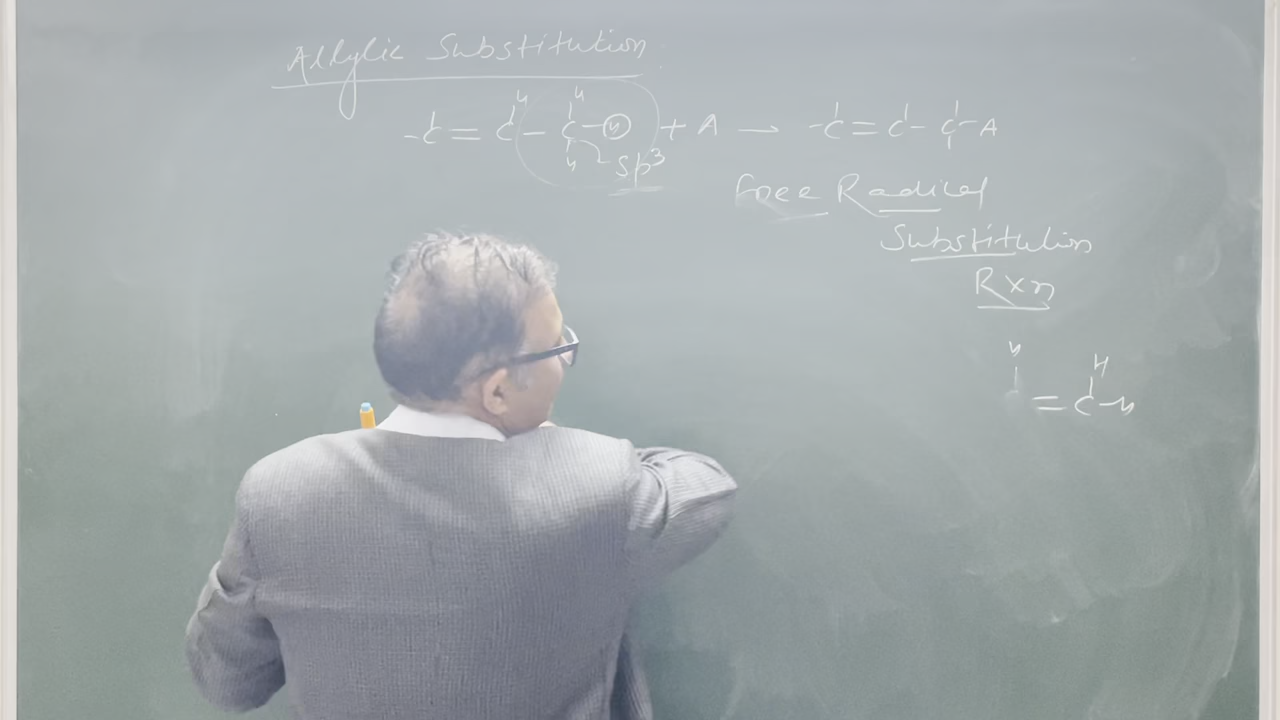 Allylic Substitution
H H
-C = C - C - H + A → -C = C - C - A
H sp³
Free Radical
Substitution
Rxn
H H
= C - H